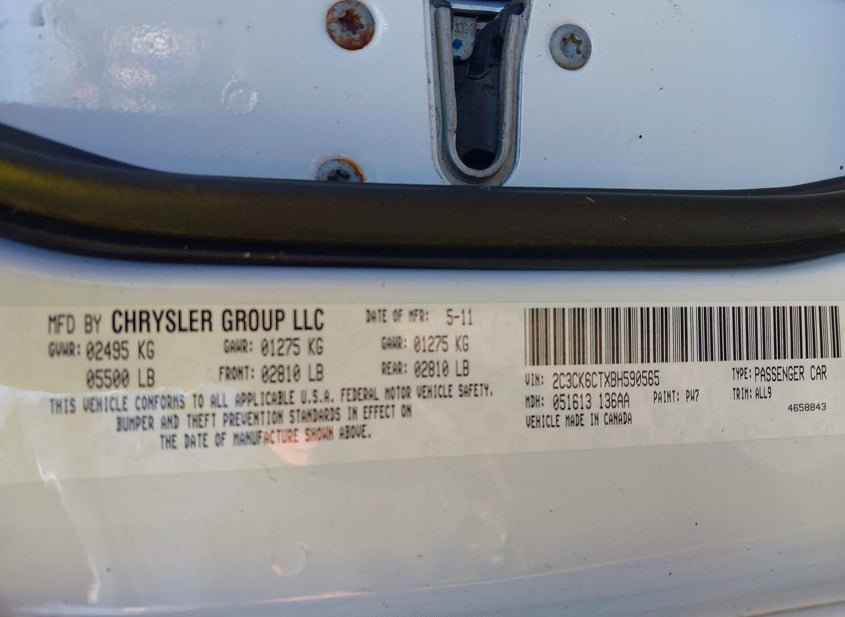 MFD BY CHRYSLER GROUP LLC
DATE OF MFR: 5-11
GVWR: 02495 KG GAWR: 01275 KG GAWR: 01275 KG
05500 LB FRONT: 02810 LB REAR: 02810 LB
THIS VEHICLE CONFORMS TO ALL APPLICABLE U.S.A. FEDERAL MOTOR VEHICLE SAFETY,
BUMPER AND THEFT PREVENTION STANDARDS IN EFFECT ON
THE DATE OF MANUFACTURE SHOWN ABOVE.
VIN: 2C3CK6CTXBH590565 TYPE: PASSENGER CAR
MDH: 051613 136AA PAINT: PW7 TRIM: ALL9
VEHICLE MADE IN CANADA
4658843